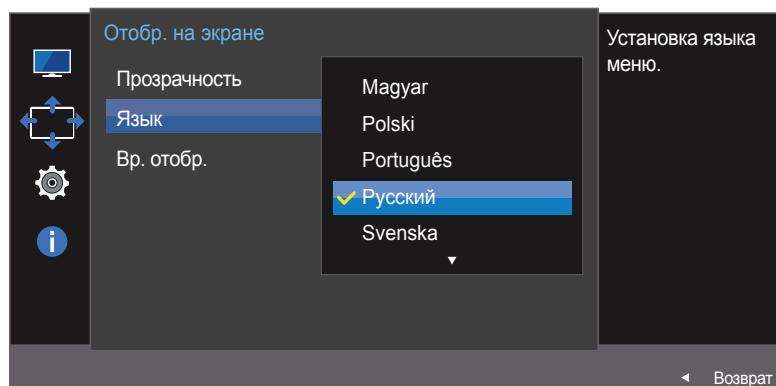 Отобр. на экране
Прозрачность
Язык
Вр. отобр.
Magyar
Polski
Português
Русский
Svenska
Установка языка
меню.
Возврат